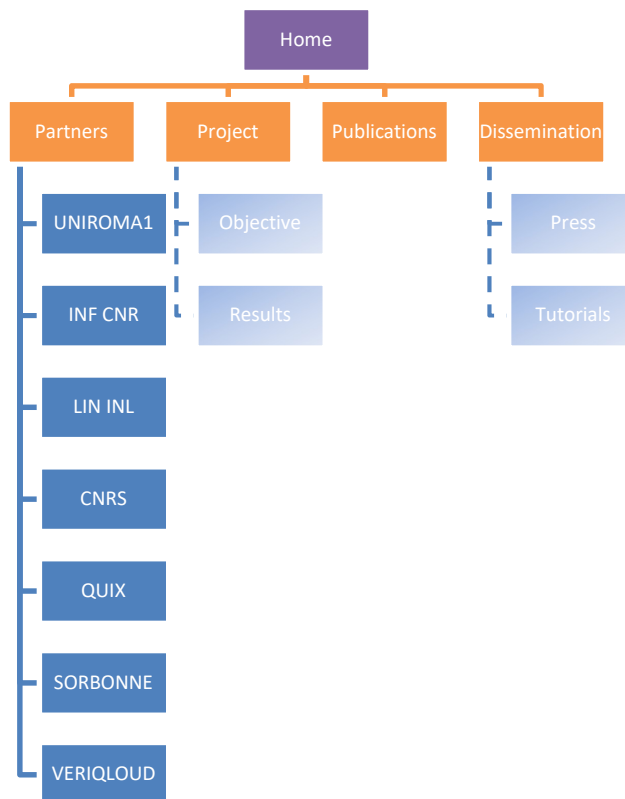 Home
Partners
Project
Publications
Dissemination
UNIROMA1
Objective
Press
INF CNR
Results
Tutorials
LIN INL
CNRS
QUIX
SORBONNE
VERIQLOUD